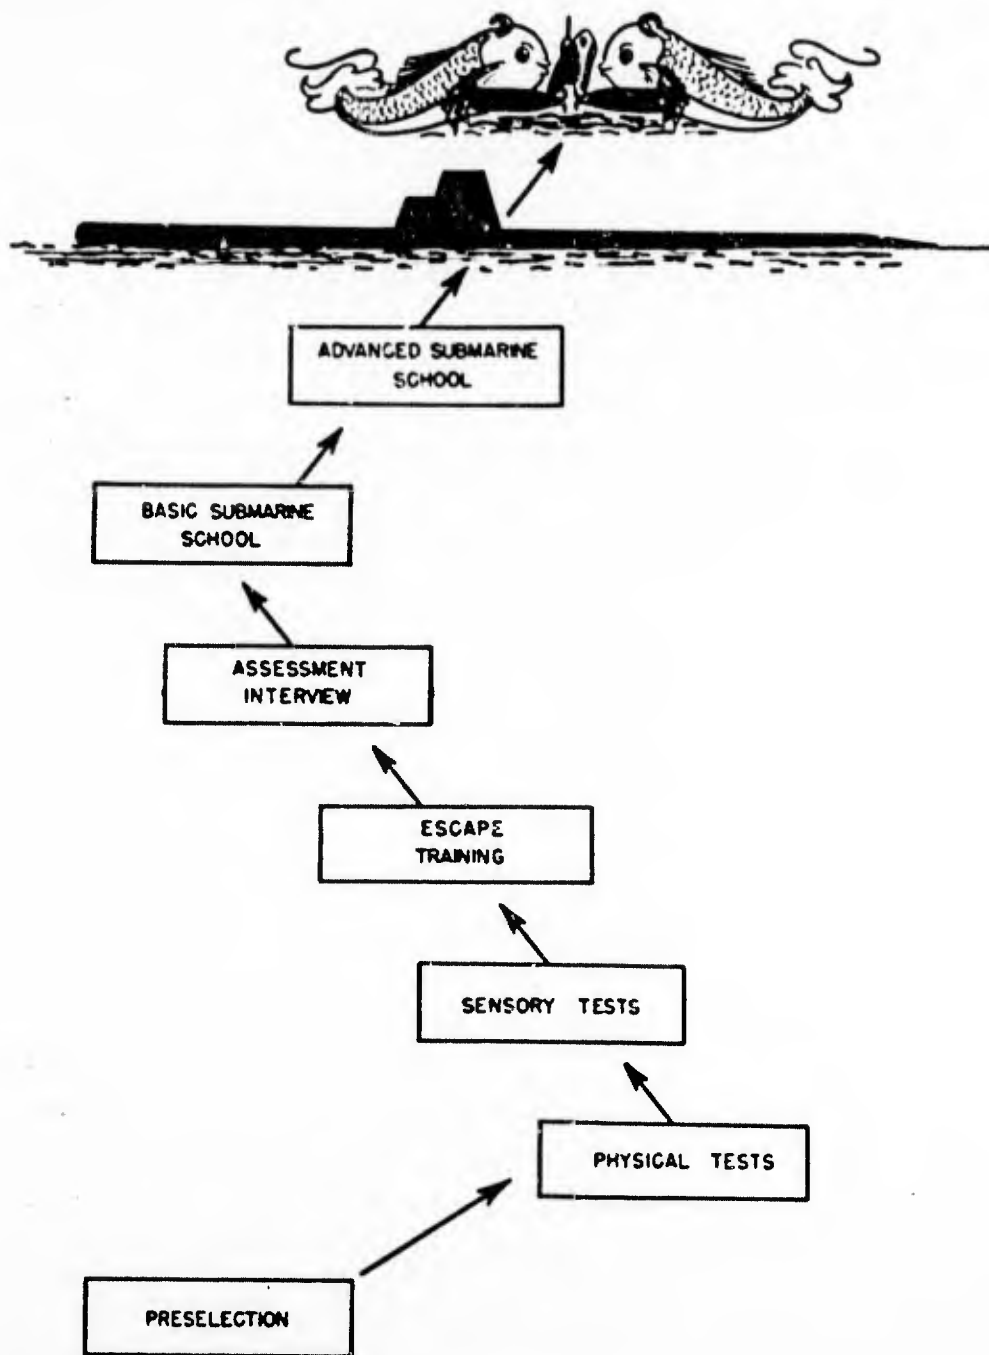 ADVANCED SUBMARINE
SCHOOL
BASIC SUBMARINE
SCHOOL
ASSESSMENT
INTERVIEW
ESCAPE
TRAINING
SENSORY TESTS
PHYSICAL TESTS
PRESELECTION